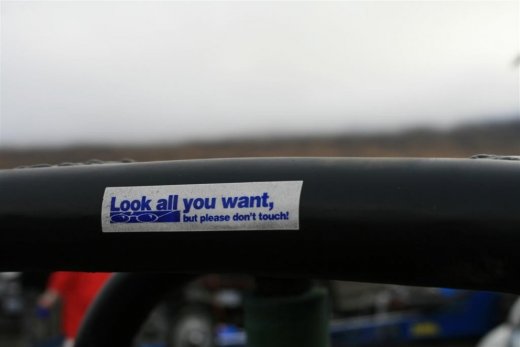 Look all you want,
but please don't touch!